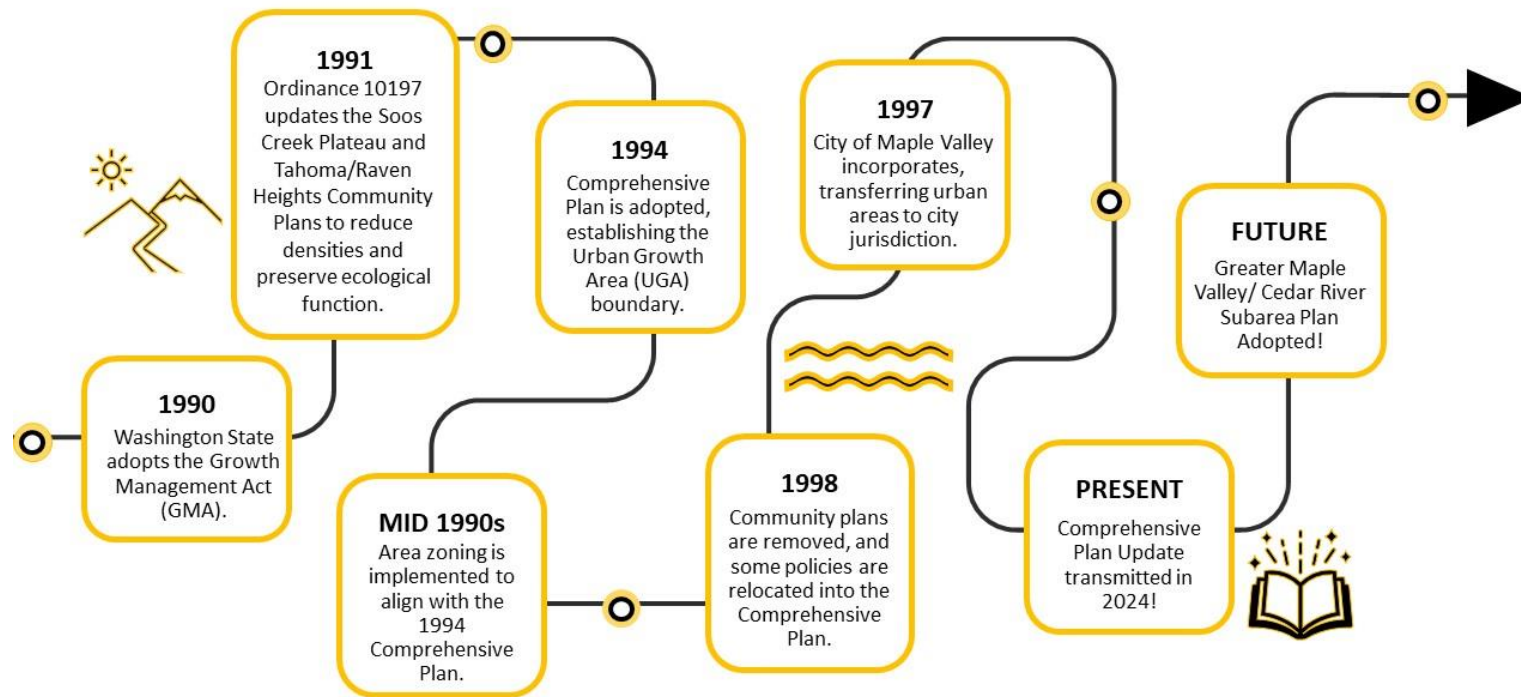 1990
Washington State
adopts the Growth
Management Act
(GMA).
1991
Ordinance 10197
updates the Soos
Creek Plateau and
Tahoma/Raven
Heights Community
Plans to reduce
densities and
preserve ecological
function.
1994
Comprehensive
Plan is adopted,
establishing the
Urban Growth
Area (UGA)
boundary.
MID 1990s
Area zoning is
implemented to
align with the
1994
Comprehensive
Plan.
1998
Community plans
are removed, and
some policies are
relocated into the
Comprehensive
Plan.
1997
City of Maple Valley
incorporates,
transferring urban
areas to city
jurisdiction.
PRESENT
Comprehensive
Plan Update
transmitted in
2024!
FUTURE
Greater Maple
Valley/ Cedar River
Subarea Plan
Adopted!